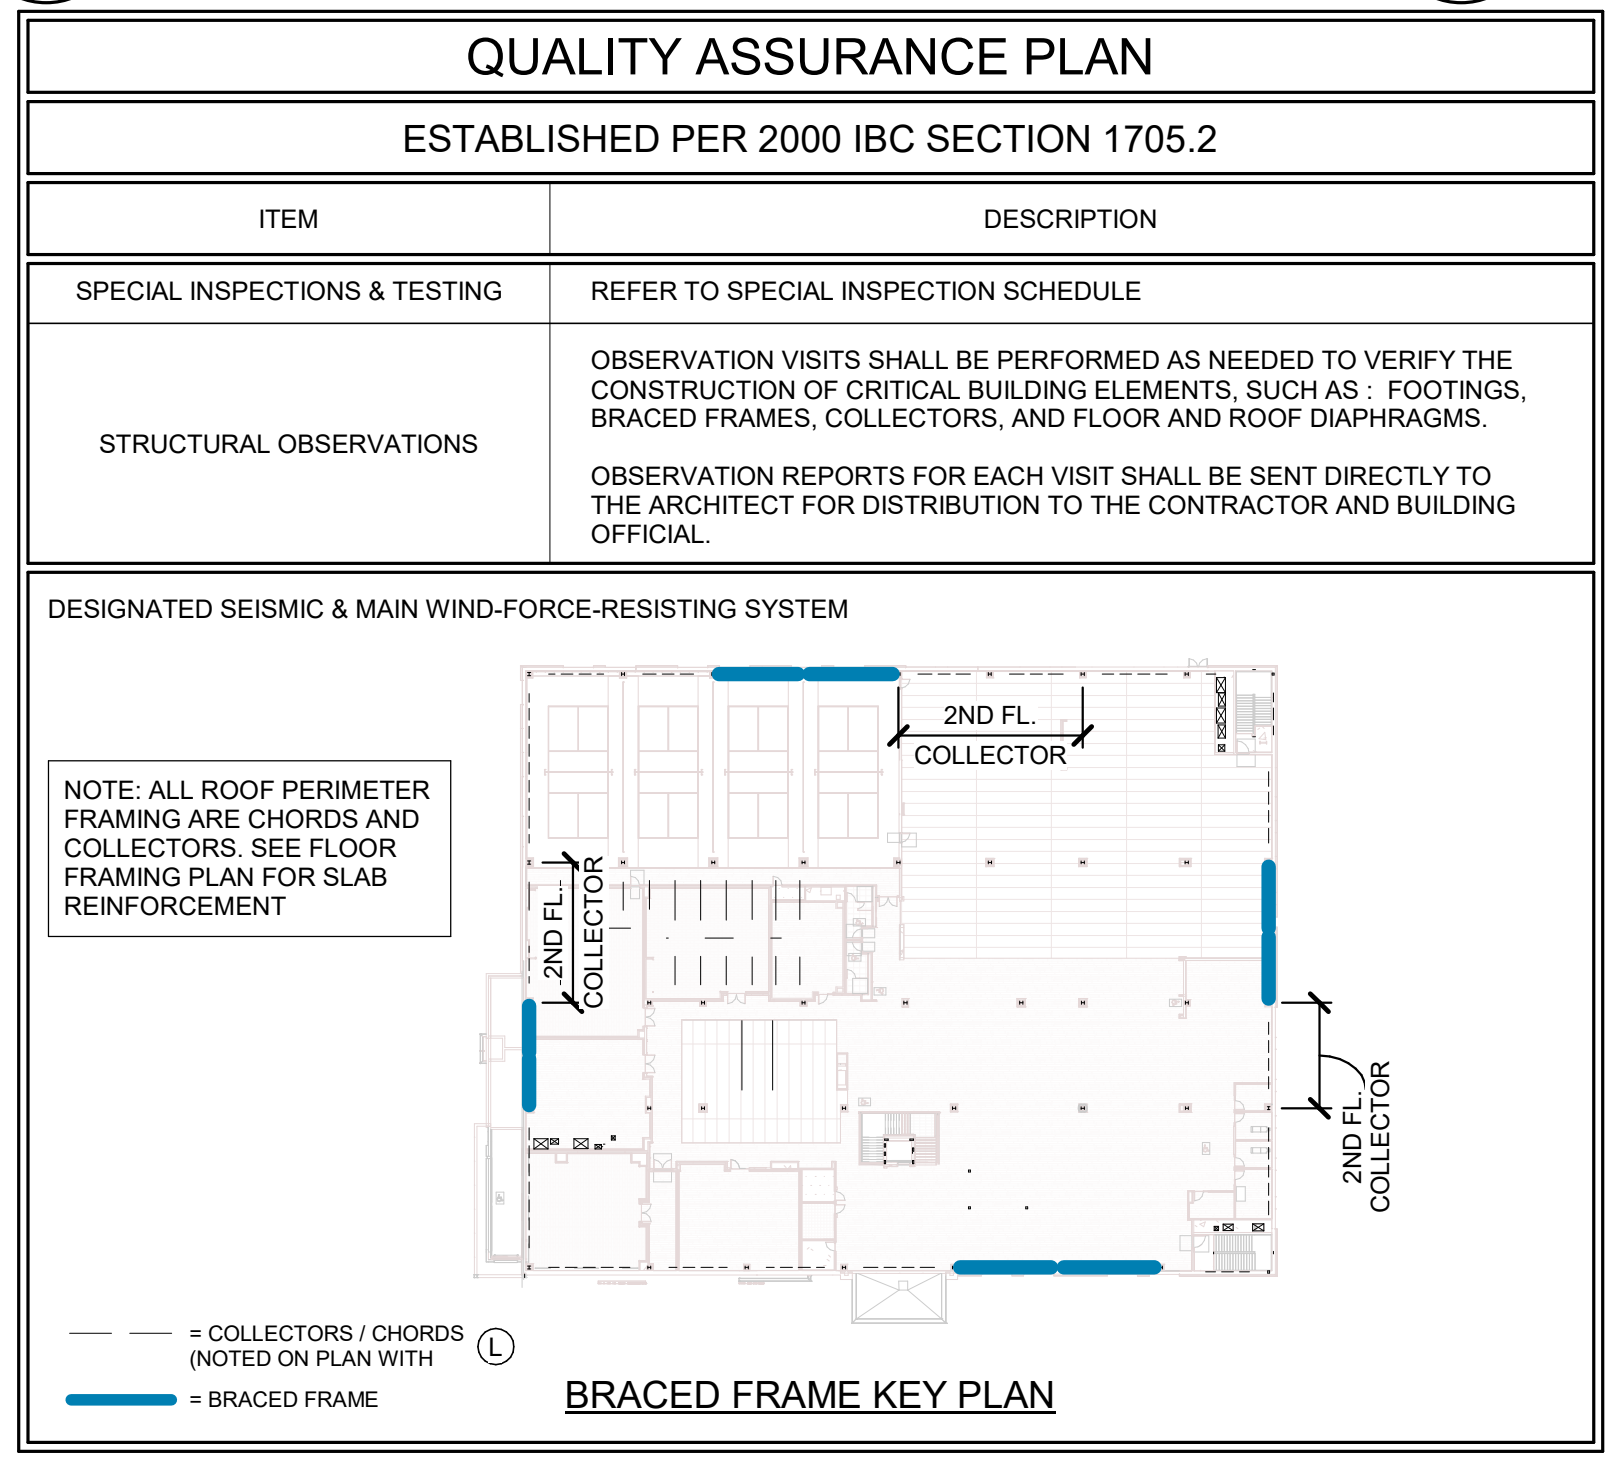 QUALITY ASSURANCE PLAN
ESTABLISHED PER 2000 IBC SECTION 1705.2
ITEM
DESCRIPTION
SPECIAL INSPECTIONS & TESTING
REFER TO SPECIAL INSPECTION SCHEDULE
STRUCTURAL OBSERVATIONS
OBSERVATION VISITS SHALL BE PERFORMED AS NEEDED TO VERIFY THE
CONSTRUCTION OF CRITICAL BUILDING ELEMENTS, SUCH AS : FOOTINGS,
BRACED FRAMES, COLLECTORS, AND FLOOR AND ROOF DIAPHRAGMS.
OBSERVATION REPORTS FOR EACH VISIT SHALL BE SENT DIRECTLY TO
THE ARCHITECT FOR DISTRIBUTION TO THE CONTRACTOR AND BUILDING
OFFICIAL.
DESIGNATED SEISMIC & MAIN WIND-FORCE-RESISTING SYSTEM
2ND FL.
COLLECTOR
NOTE: ALL ROOF PERIMETER
FRAMING ARE CHORDS AND
COLLECTORS. SEE FLOOR
FRAMING PLAN FOR SLAB
REINFORCEMENT
2ND FL.
COLLECTOR
2ND FL.
COLLECTOR
= COLLECTORS / CHORDS
(NOTED ON PLAN WITH
L
= BRACED FRAME
BRACED FRAME KEY PLAN